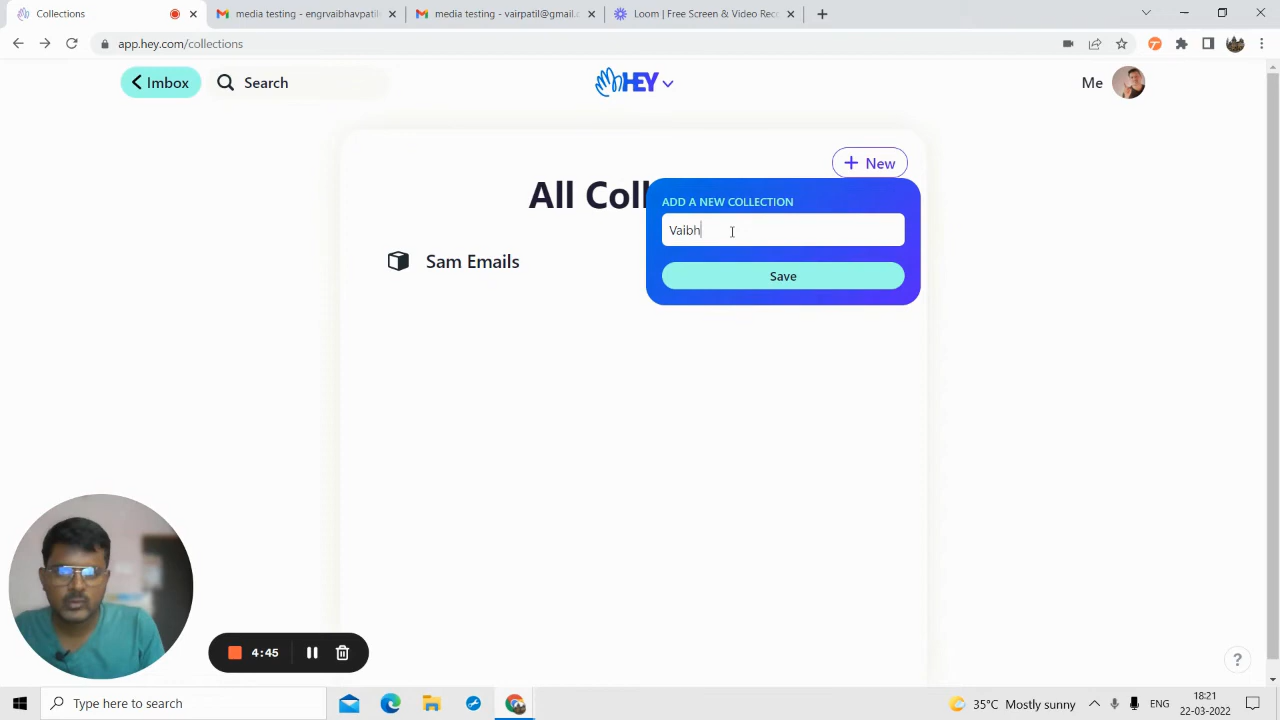 Collections
media testing - engrvaibhavpatil
media testing - vairpatil@gmail.c
Loom | Free Screen & Video Reco
app.hey.com/collections
Imbox
Search
HEY
Me
New
All Coll
ADD A NEW COLLECTION
Vaibh
Save
Sam Emails
4:45
?
Type here to search
35°C Mostly sunny
ENG
18:21
22-03-2022